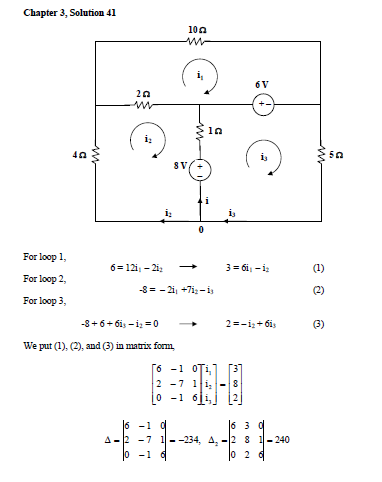 Chapter 3, Solution 41
10Ω
i₁
6 V
2 Ω
+ -
1Ω
i₂
4Ω
8 V
+
i₃
5Ω
–
i
i₂
i₃
0
For loop 1,
6 = 12i₁ – 2i₂ → 3 = 6i₁ – i₂ (1)
For loop 2,
-8 = – 2i₁ +7i₂ – i₃ (2)
For loop 3,
-8 + 6 + 6i₃ – i₂ = 0 → 2 = – i₂ + 6i₃ (3)
We put (1), (2), and (3) in matrix form,
[6 –1 0] [i₁] [3]
[2 –7 1] [i₂] = [8]
[0 –1 6] [i₃] [2]
|6 –1 0| |6 3 0|
Δ = |2 –7 1| = –234, Δ₂ = |2 8 1| = 240
|0 –1 6| |0 2 6|